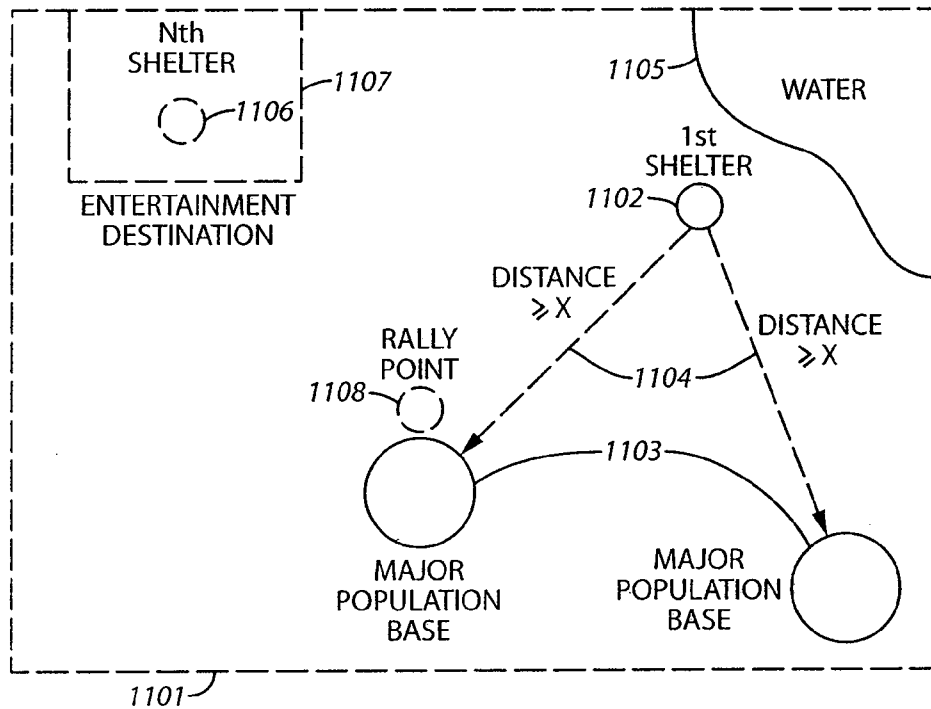 Nth
SHELTER
1106
1107
ENTERTAINMENT
DESTINATION
1105
WATER
1st
SHELTER
1102
DISTANCE
⩾ X
DISTANCE
⩾ X
1104
RALLY
POINT
1108
1103
MAJOR
POPULATION
BASE
MAJOR
POPULATION
BASE
1101